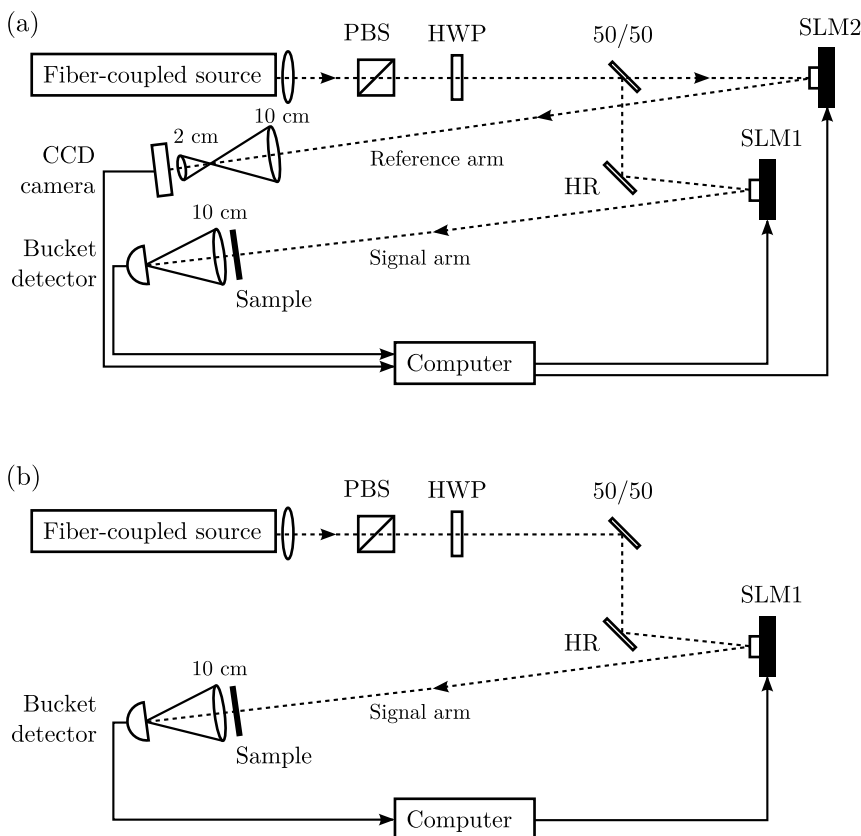 (a)
PBS
HWP
50/50
SLM2
Fiber-coupled source
10 cm
2 cm
CCD
camera
Reference arm
SLM1
HR
10 cm
Bucket
detector
Signal arm
Sample
Computer
(b)
PBS
HWP
50/50
Fiber-coupled source
SLM1
HR
10 cm
Bucket
detector
Signal arm
Sample
Computer